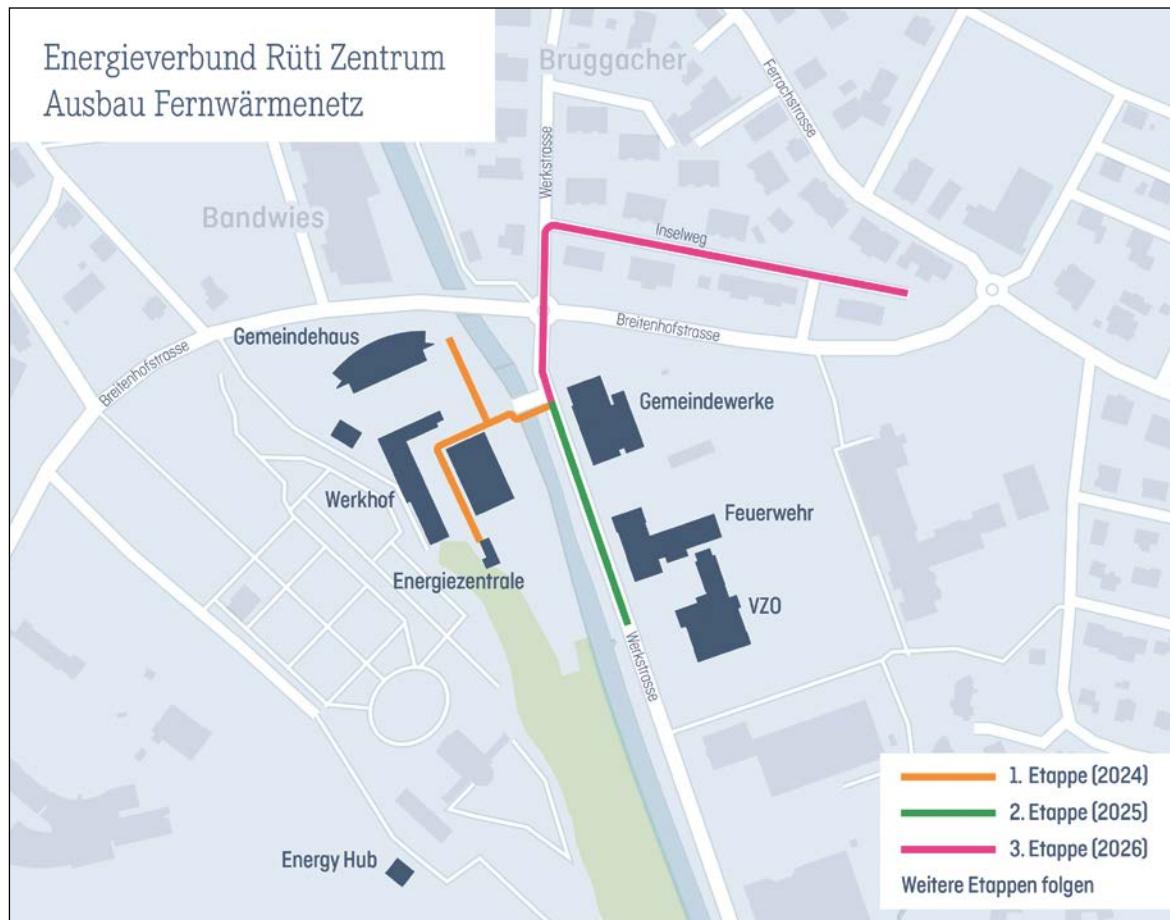 Energieverbund Rüti Zentrum
Ausbau Fernwärmenetz
Bruggacher
Ferrachstrasse
Werkstrasse
Bandwies
Inselweg
Breitenhofstrasse
Gemeindehaus
Breitenhofstrasse
Gemeindewerke
Werkhof
Feuerwehr
Energiezentrale
VZO
Werkstrasse
Energy Hub
1. Etappe (2024)
2. Etappe (2025)
3. Etappe (2026)
Weitere Etappen folgen